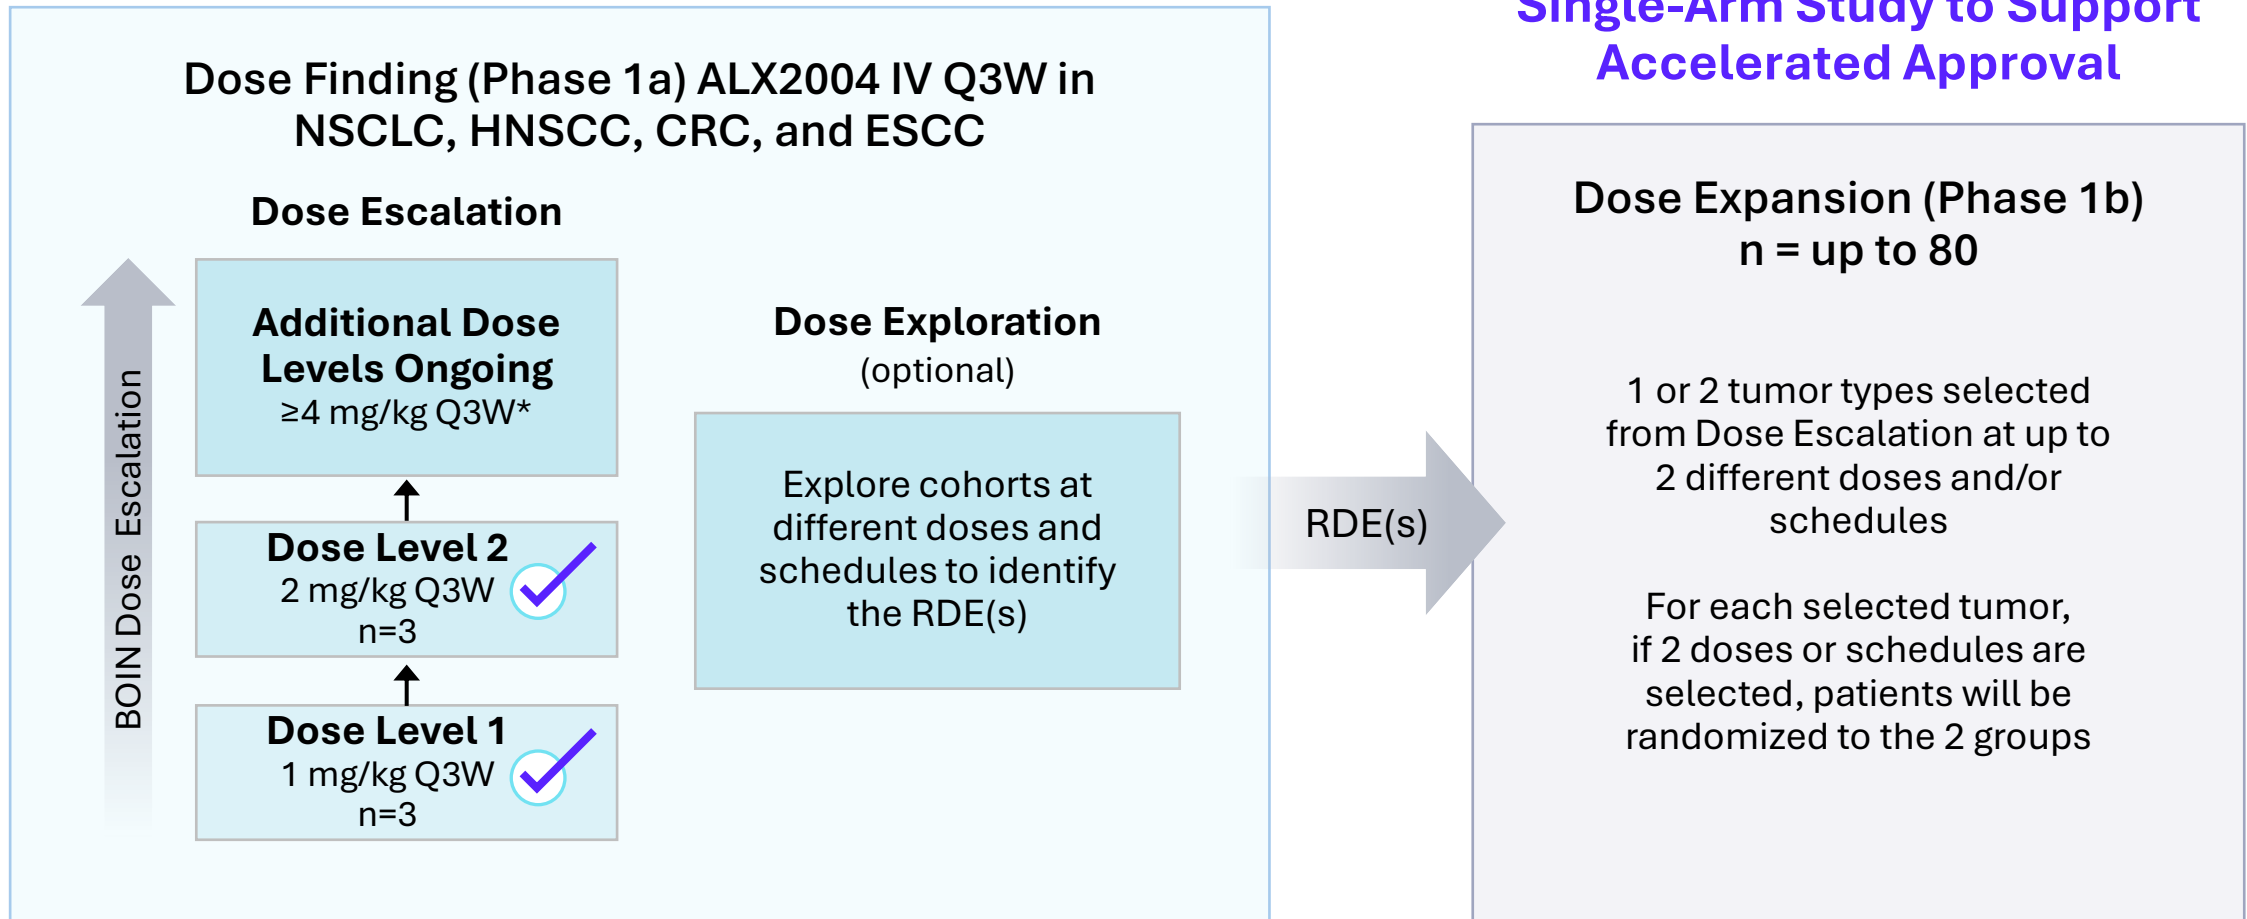 Dose Finding (Phase 1a) ALX2004 IV Q3W in
NSCLC, HNSCC, CRC, and ESCC
Dose Escalation
BOIN Dose Escalation
Additional Dose
Levels Ongoing
≥4 mg/kg Q3W*
Dose Level 2
2 mg/kg Q3W
n=3
Dose Level 1
1 mg/kg Q3W
n=3
Dose Exploration
(optional)
Explore cohorts at
different doses and
schedules to identify
the RDE(s)
RDE(s)
Single-Arm Study to Support
Accelerated Approval
Dose Expansion (Phase 1b)
n = up to 80
1 or 2 tumor types selected
from Dose Escalation at up to
2 different doses and/or
schedules
For each selected tumor,
if 2 doses or schedules are
selected, patients will be
randomized to the 2 groups